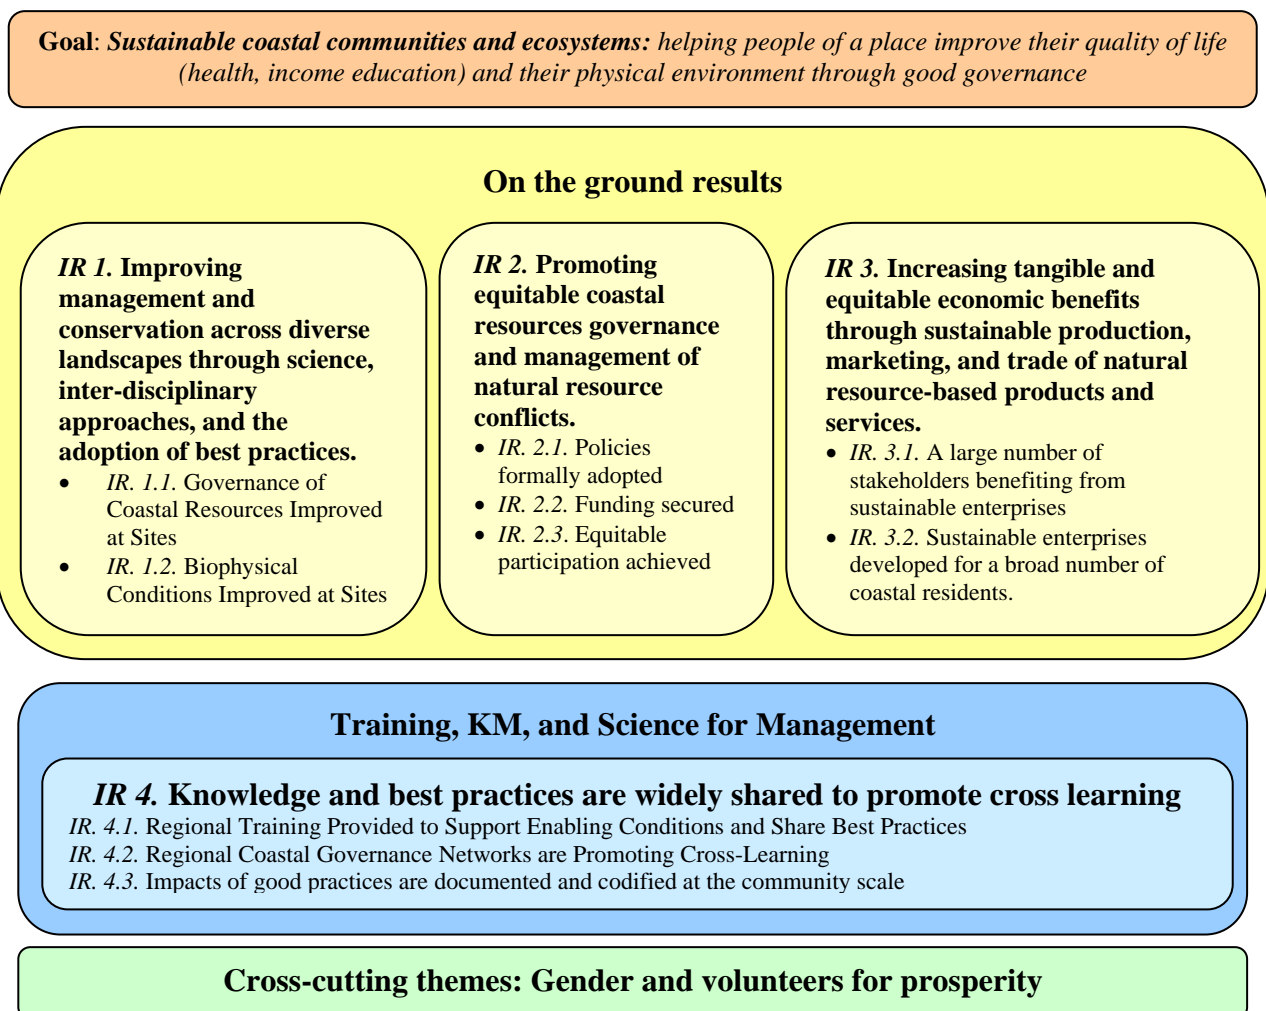 Goal: Sustainable coastal communities and ecosystems: helping people of a place improve their quality of life
(health, income education) and their physical environment through good governance
On the ground results
IR 1. Improving
management and
conservation across diverse
landscapes through science,
inter-disciplinary
approaches, and the
adoption of best practices.
• IR. 1.1. Governance of
Coastal Resources Improved
at Sites
• IR. 1.2. Biophysical
Conditions Improved at Sites
IR 2. Promoting
equitable coastal
resources governance
and management of
natural resource
conflicts.
• IR. 2.1. Policies
formally adopted
• IR. 2.2. Funding secured
• IR. 2.3. Equitable
participation achieved
IR 3. Increasing tangible and
equitable economic benefits
through sustainable production,
marketing, and trade of natural
resource-based products and
services.
• IR. 3.1. A large number of
stakeholders benefiting from
sustainable enterprises
• IR. 3.2. Sustainable enterprises
developed for a broad number of
coastal residents.
Training, KM, and Science for Management
IR 4. Knowledge and best practices are widely shared to promote cross learning
IR. 4.1. Regional Training Provided to Support Enabling Conditions and Share Best Practices
IR. 4.2. Regional Coastal Governance Networks are Promoting Cross-Learning
IR. 4.3. Impacts of good practices are documented and codified at the community scale
Cross-cutting themes: Gender and volunteers for prosperity